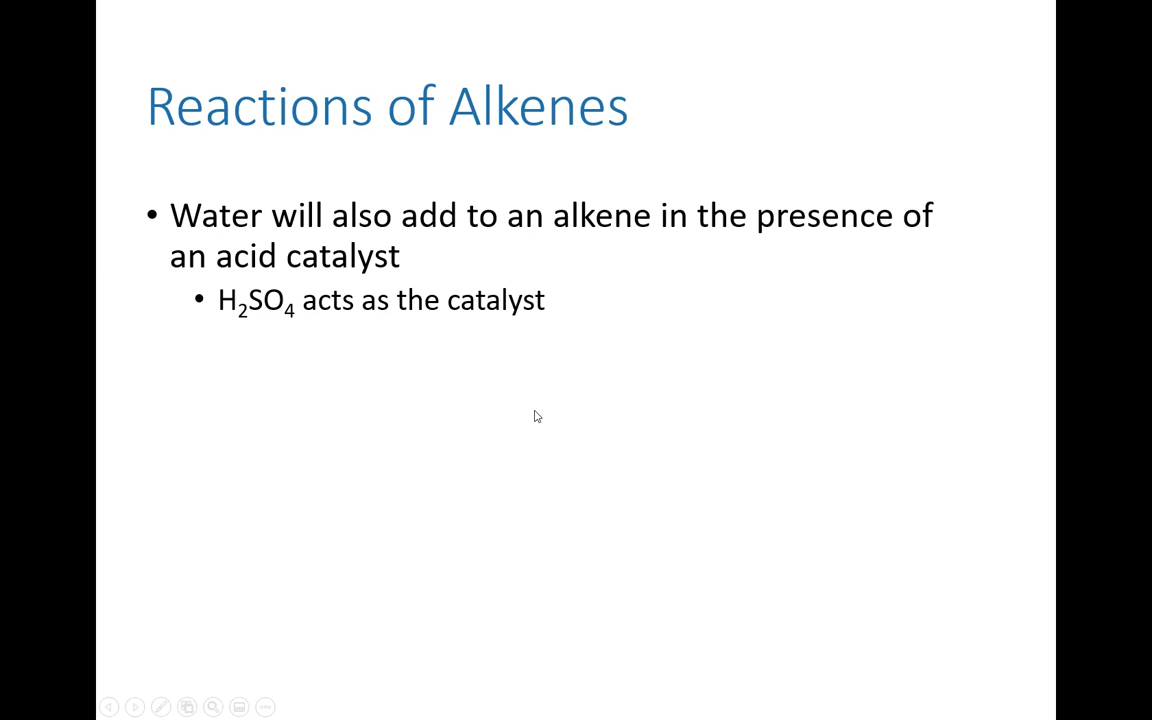 Reactions of Alkenes
• Water will also add to an alkene in the presence of
an acid catalyst
• H₂SO₄ acts as the catalyst